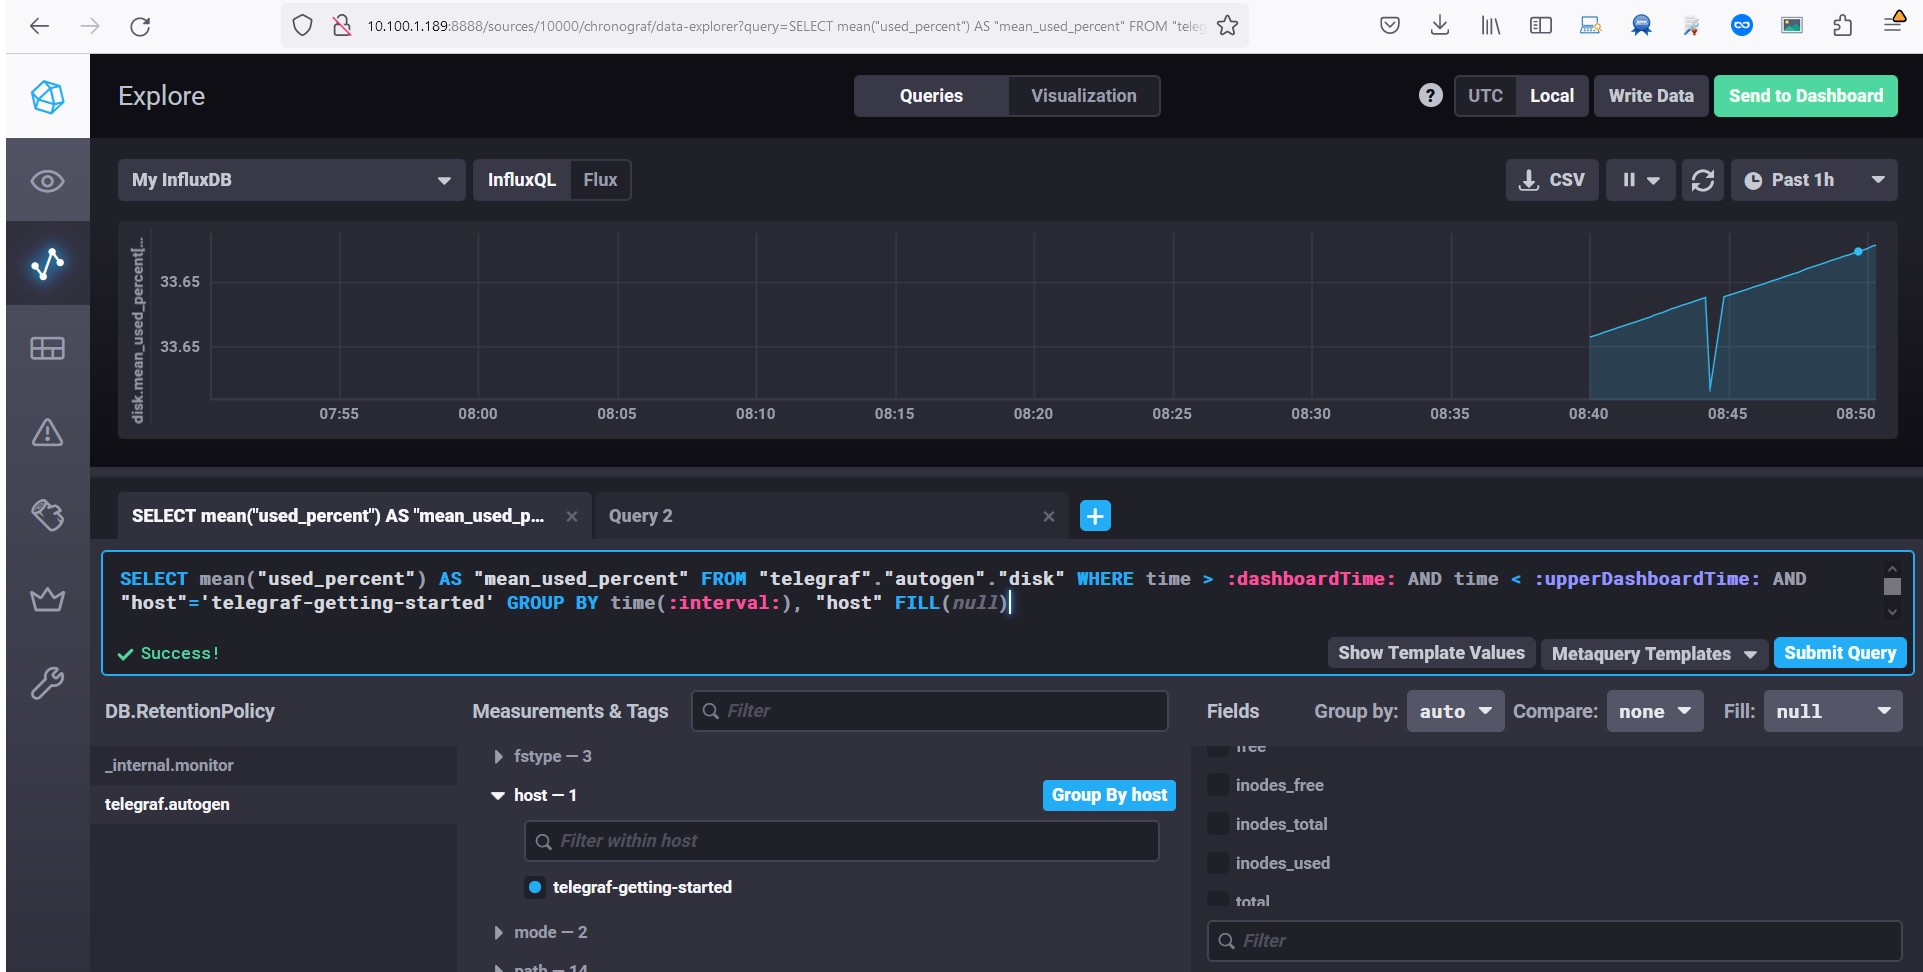 10.100.1.189:8888/sources/10000/chronograf/data-explorer?query=SELECT mean("used_percent") AS "mean_used_percent" FROM "teleg
Explore
Queries
Visualization
?
UTC
Local
Write Data
Send to Dashboard
My InfluxDB
InfluxQL
Flux
CSV
Past 1h
disk.mean_used_percent[...
33.65
33.65
07:55 08:00 08:05 08:10 08:15 08:20 08:25 08:30 08:35 08:40 08:45 08:50
SELECT mean("used_percent") AS "mean_used_p...
Query 2
SELECT mean("used_percent") AS "mean_used_percent" FROM "telegraf"."autogen"."disk" WHERE time > :dashboardTime: AND time < :upperDashboardTime: AND
"host"='telegraf-getting-started' GROUP BY time(:interval:), "host" FILL(null)
Success!
Show Template Values
Metaquery Templates
Submit Query
DB.RetentionPolicy
_internal.monitor
telegraf.autogen
Measurements & Tags
Filter
fstype — 3
host — 1
Group By host
Filter within host
telegraf-getting-started
mode — 2
path — 14
Fields
Group by: auto
Compare: none
Fill: null
free
inodes_free
inodes_total
inodes_used
total
Filter